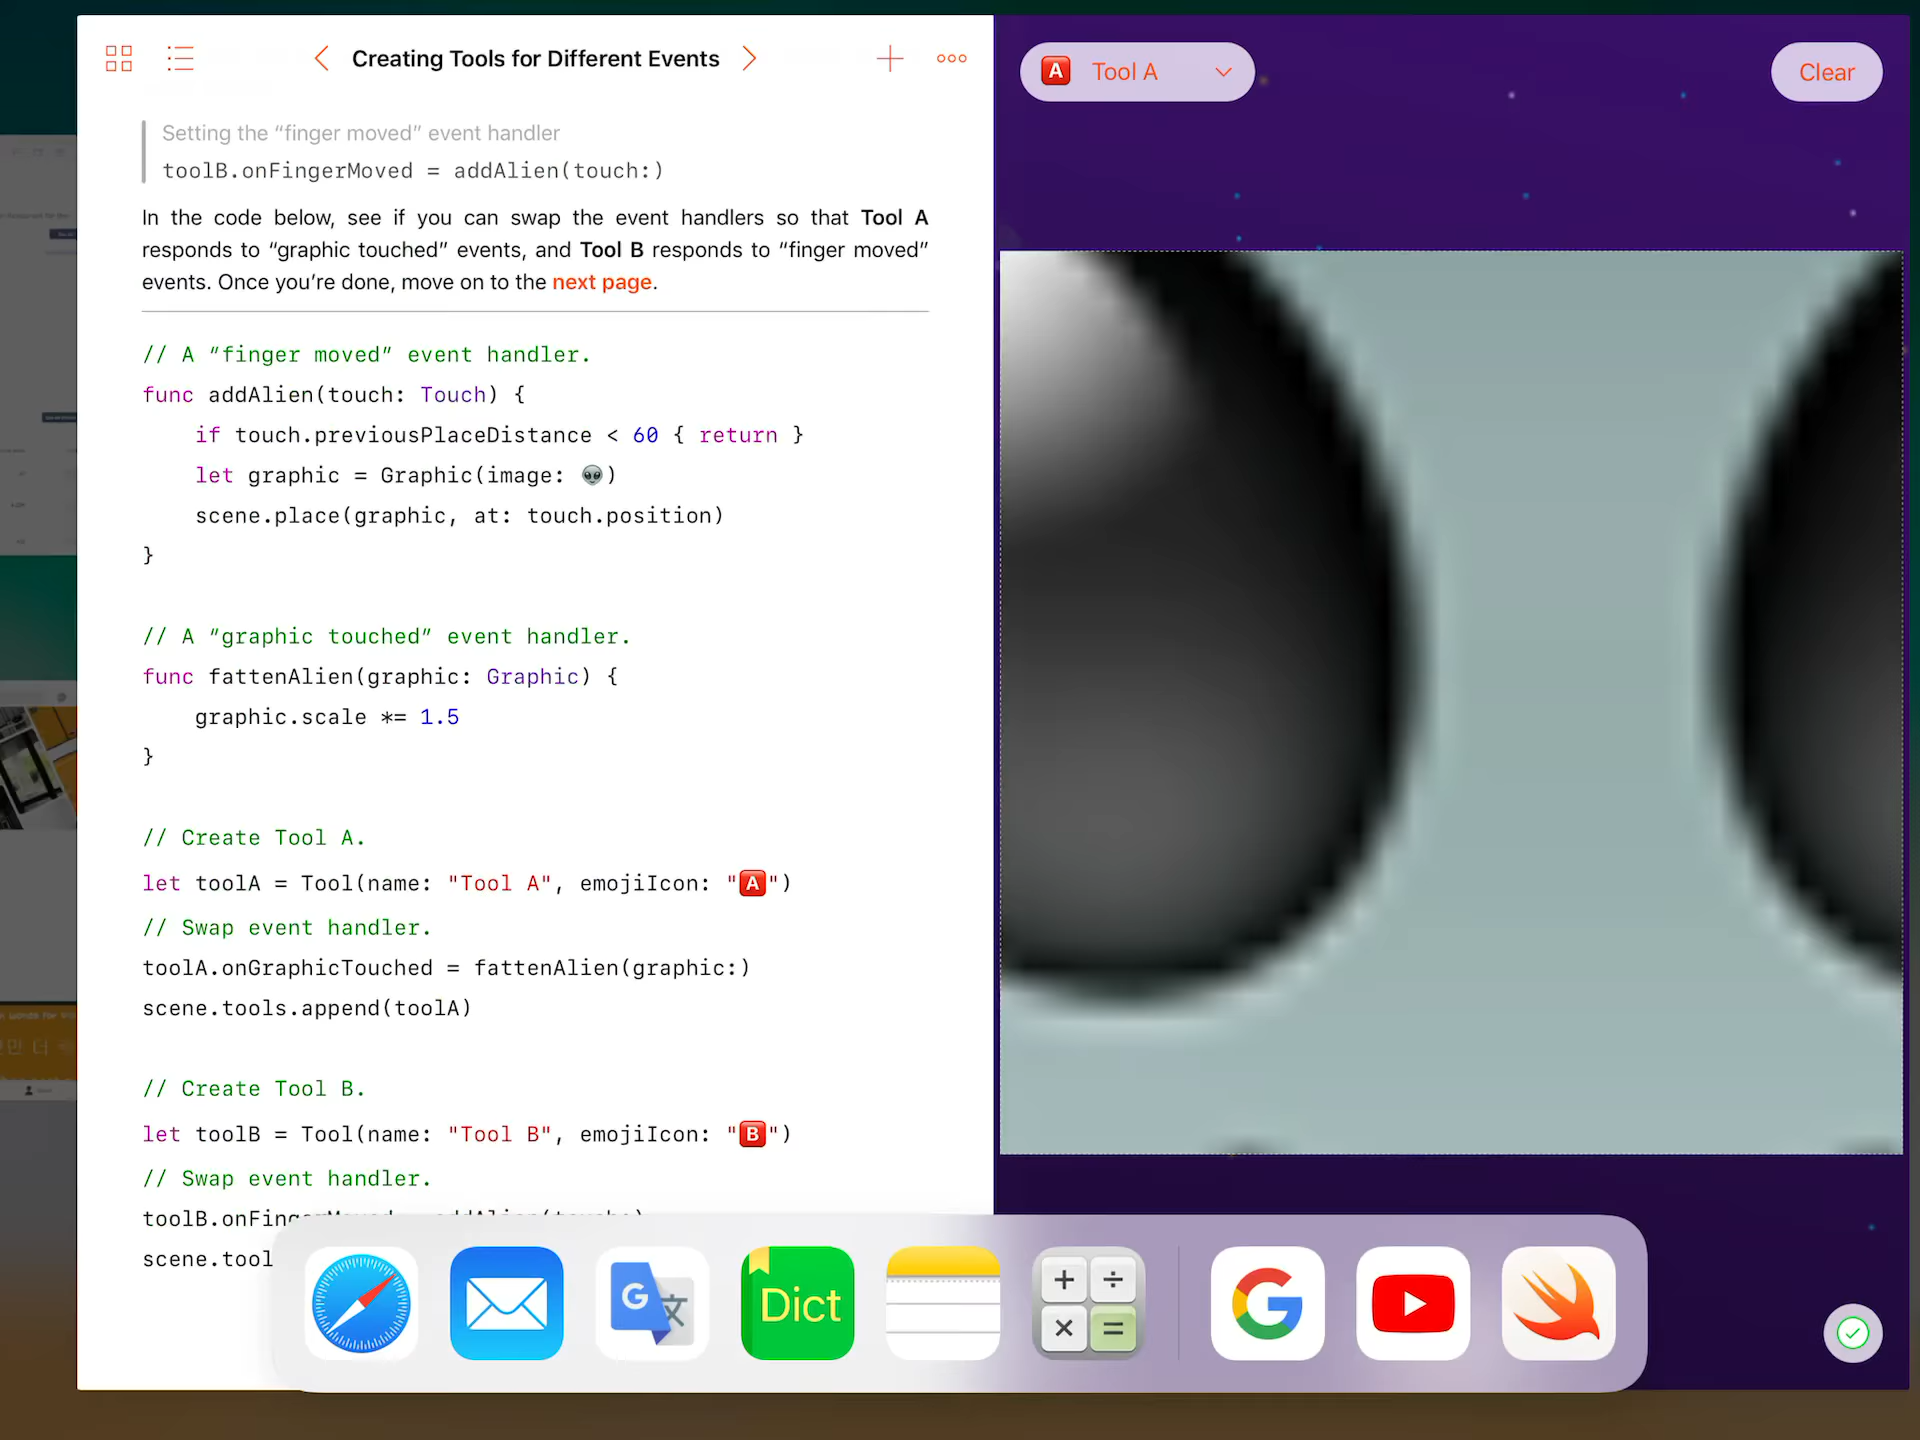 Creating Tools for Different Events
Tool A
Clear
Setting the “finger moved” event handler
toolB.onFingerMoved = addAlien(touch:)
In the code below, see if you can swap the event handlers so that Tool A
responds to “graphic touched” events, and Tool B responds to “finger moved”
events. Once you’re done, move on to the next page.
// A “finger moved” event handler.
func addAlien(touch: Touch) {
if touch.previousPlaceDistance < 60 { return }
let graphic = Graphic(image: 👽)
scene.place(graphic, at: touch.position)
}
// A “graphic touched” event handler.
func fattenAlien(graphic: Graphic) {
graphic.scale *= 1.5
}
// Create Tool A.
let toolA = Tool(name: "Tool A", emojiIcon: "🅰")
// Swap event handler.
toolA.onGraphicTouched = fattenAlien(graphic:)
scene.tools.append(toolA)
// Create Tool B.
let toolB = Tool(name: "Tool B", emojiIcon: "🅱")
// Swap event handler.
toolB.onFingerMoved = addAlien(touch:)
scene.tool
Dict